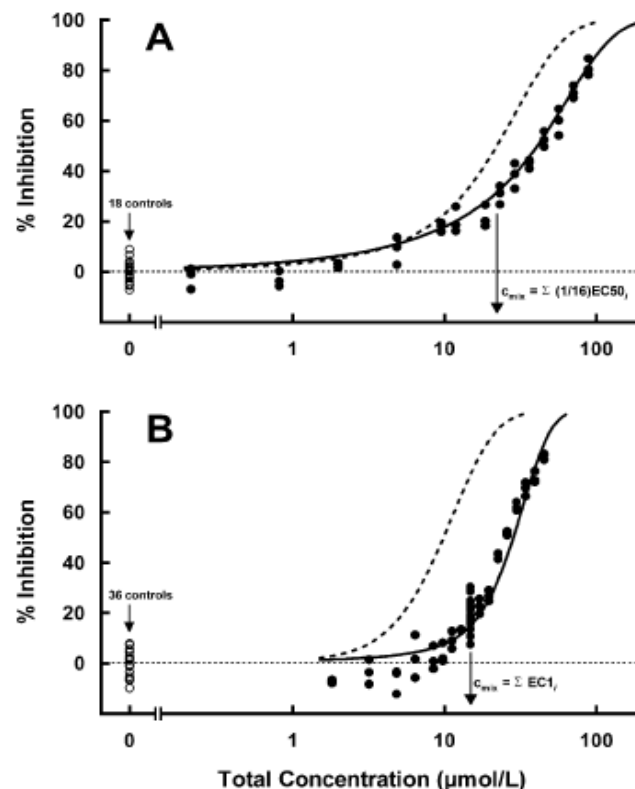 A
100
80
60
40
20
0
% Inhibition
18 controls
c_mix = Σ (1/16)EC50_i
0
1
10
100
B
100
80
60
40
20
0
% Inhibition
36 controls
c_mix = Σ EC1_i
0
1
10
100
Total Concentration (µmol/L)